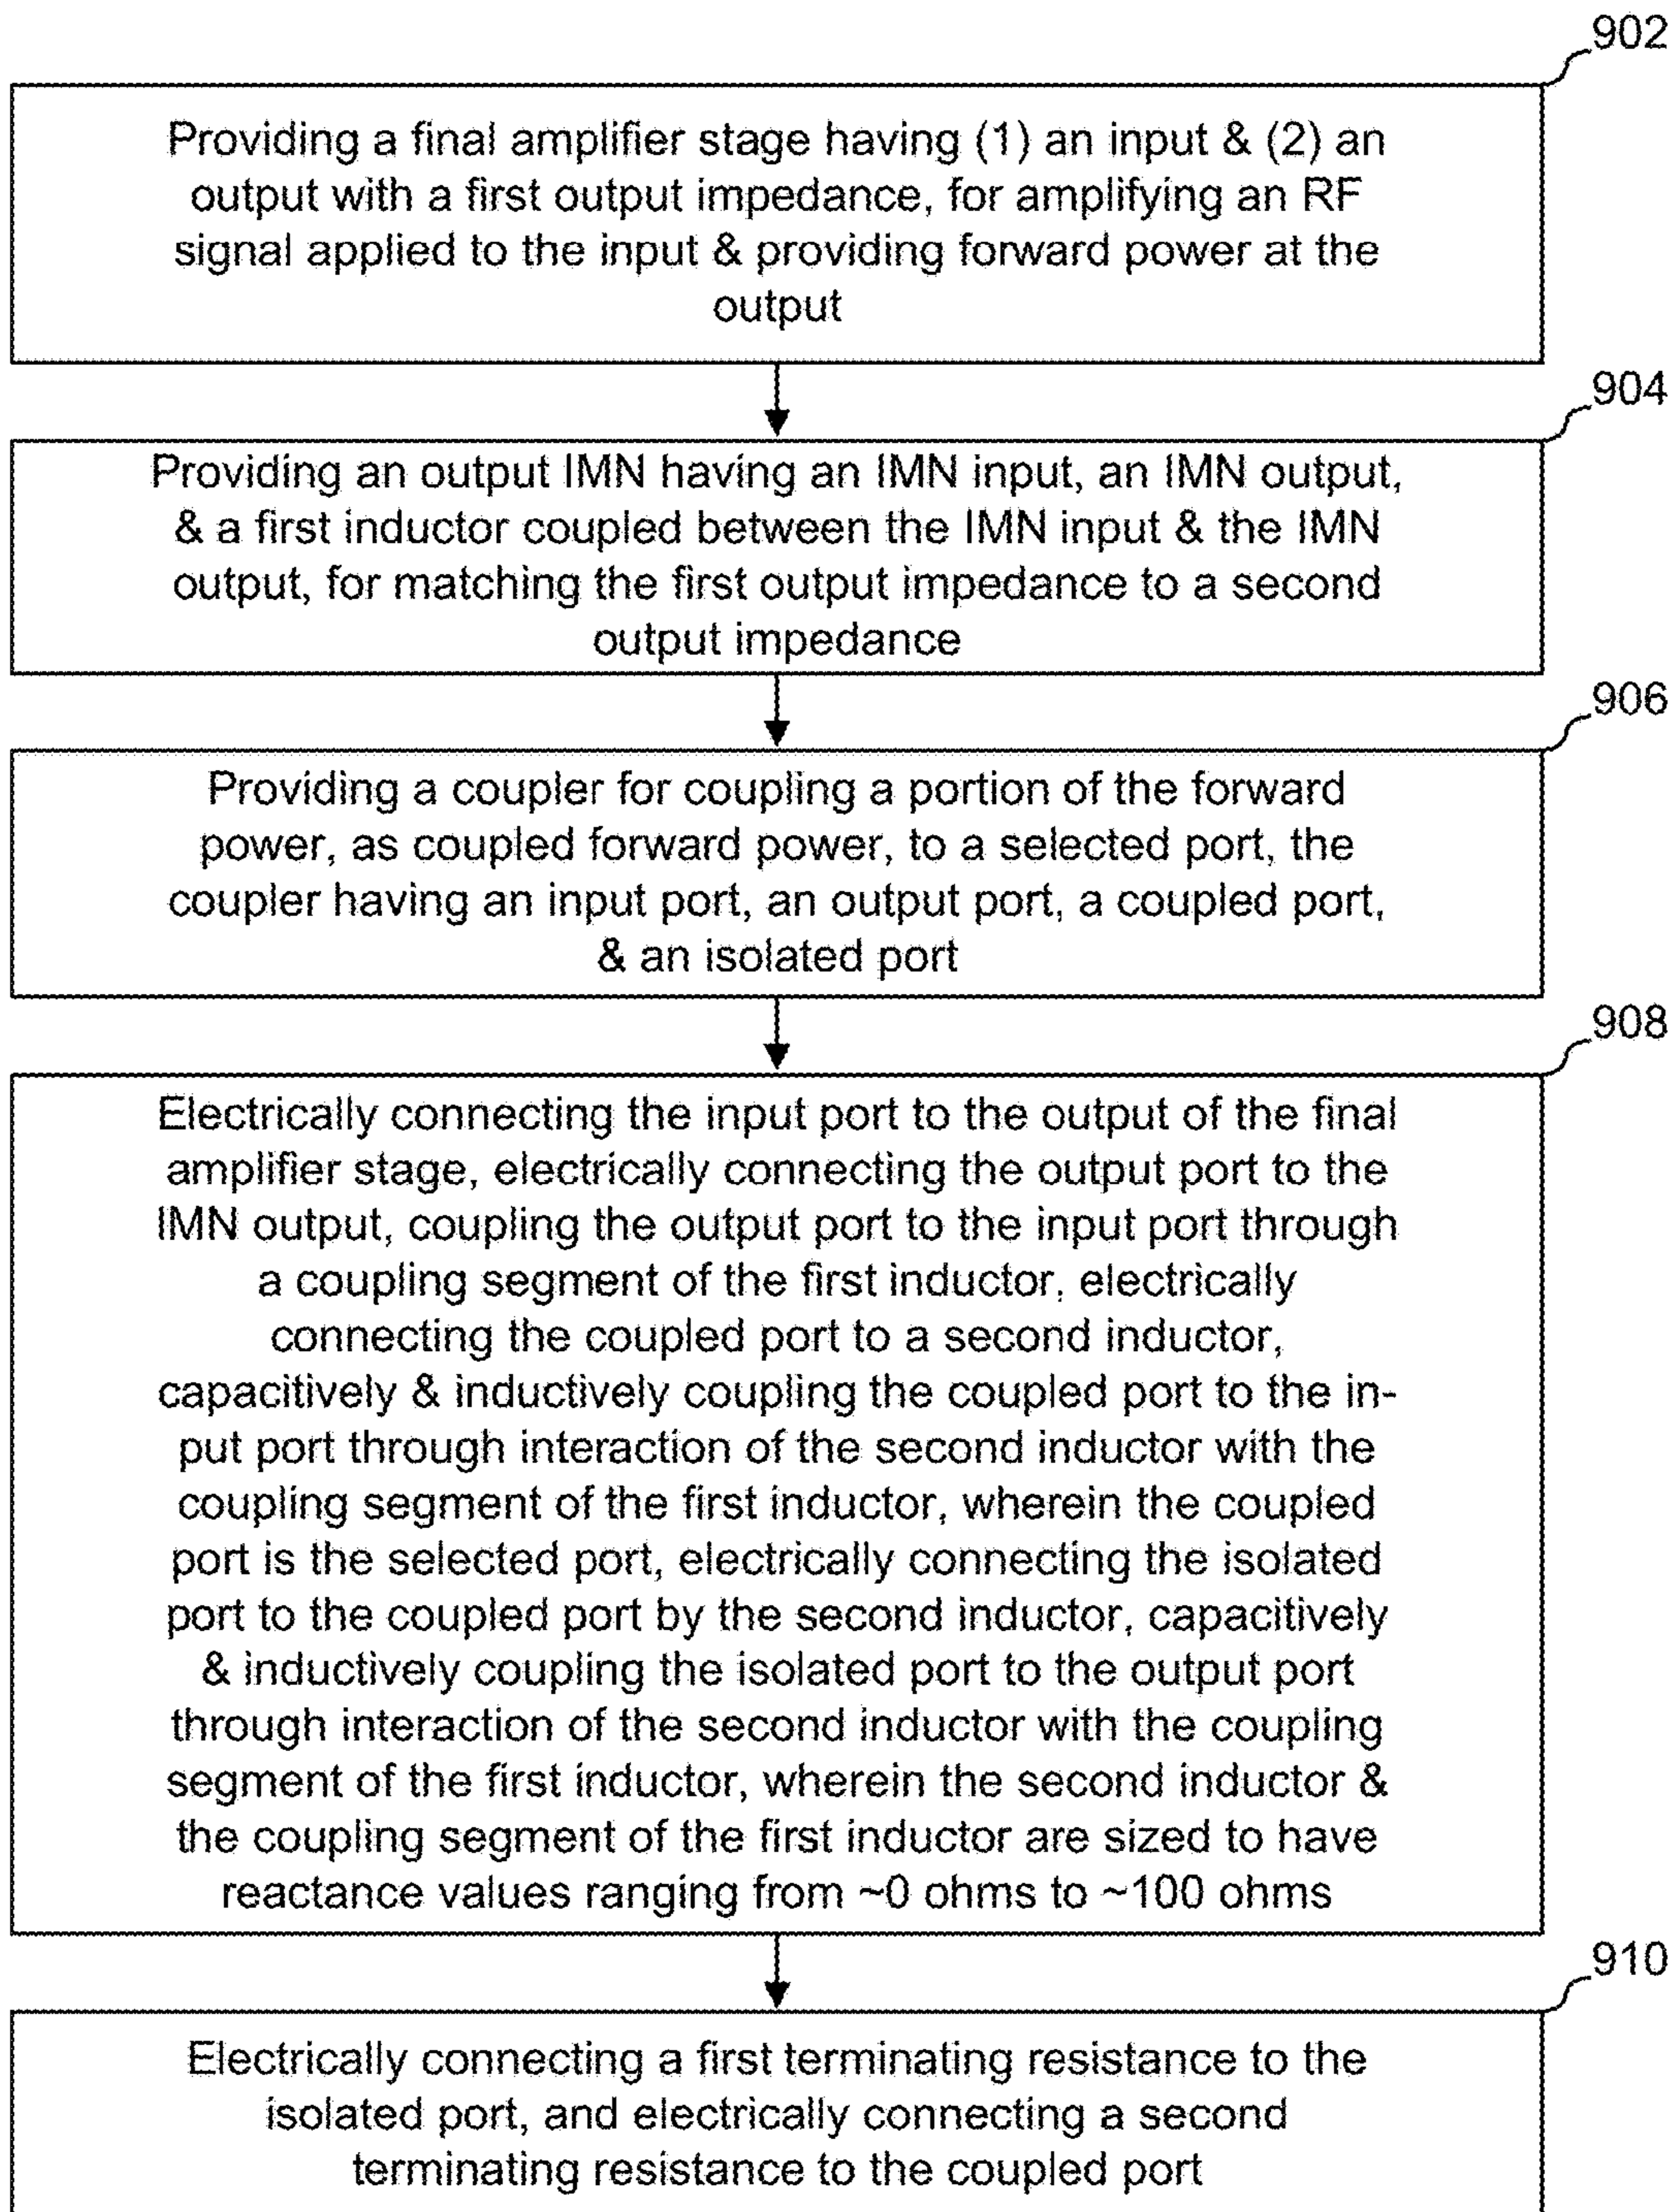 902
Providing a final amplifier stage having (1) an input & (2) an
output with a first output impedance, for amplifying an RF
signal applied to the input & providing forward power at the
output
904
Providing an output IMN having an IMN input, an IMN output,
& a first inductor coupled between the IMN input & the IMN
output, for matching the first output impedance to a second
output impedance
906
Providing a coupler for coupling a portion of the forward
power, as coupled forward power, to a selected port, the
coupler having an input port, an output port, a coupled port,
& an isolated port
908
Electrically connecting the input port to the output of the final
amplifier stage, electrically connecting the output port to the
IMN output, coupling the output port to the input port through
a coupling segment of the first inductor, electrically
connecting the coupled port to a second inductor,
capacitively & inductively coupling the coupled port to the in-
put port through interaction of the second inductor with the
coupling segment of the first inductor, wherein the coupled
port is the selected port, electrically connecting the isolated
port to the coupled port by the second inductor, capacitively
& inductively coupling the isolated port to the output port
through interaction of the second inductor with the coupling
segment of the first inductor, wherein the second inductor &
the coupling segment of the first inductor are sized to have
reactance values ranging from ~0 ohms to ~100 ohms
910
Electrically connecting a first terminating resistance to the
isolated port, and electrically connecting a second
terminating resistance to the coupled port